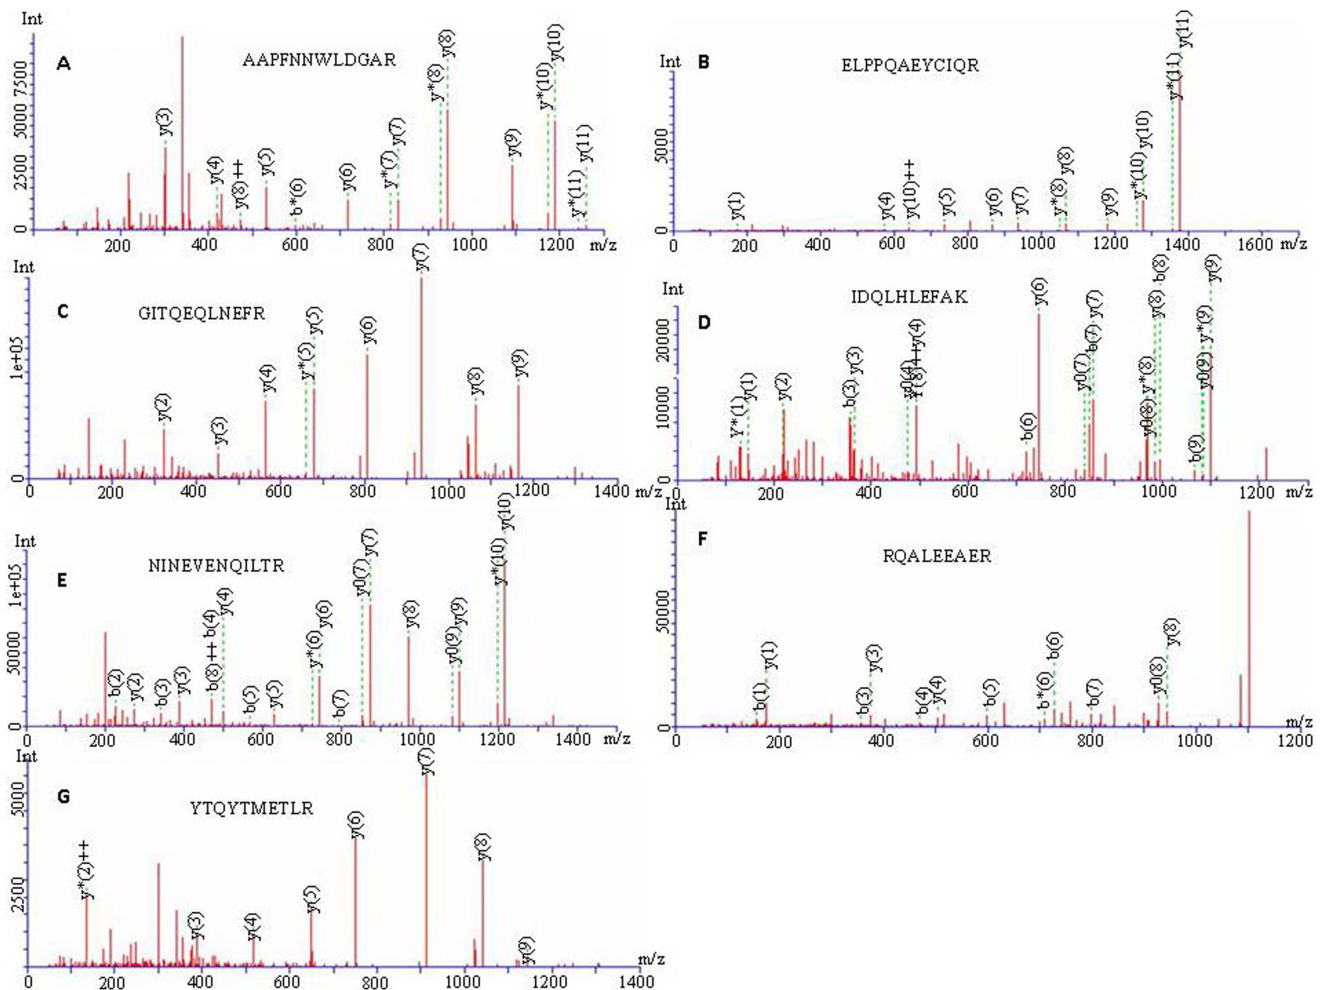 Int
A
AAPFNNWLDGAR
7500
5000
2500
0
y(3)
y(4)
y(8)++
y(5)
b*(6)
y(6)
y*(7)
y(7)
y*(8)
y(8)
y(9)
y*(10)
y(10)
y*(11)
y(11)
200 400 600 800 1000 1200 m/z
Int
B
ELPPQAEYCIQR
5000
0
y(1)
y(4)
y(10)++
y(5)
y(6)
y(7)
y*(8)
y(8)
y(9)
y*(10)
y(10)
y*(11)
y(11)
0 200 400 600 800 1000 1200 1400 1600 m/z
Int
C
GITQEQLNEFR
1e+05
0
y(2)
y(3)
y(4)
y*(5)
y(5)
y(6)
y(7)
y(8)
y(9)
0 200 400 600 800 1000 1200 1400 m/z
Int
D
IDQLHLEFAK
20000
10000
0
y*(1)
y(1)
y(2)
b(3)
y(3)
y0(4)
y(8)++
y(4)
b(6)
y(6)
y0(7)
b(7)
y(7)
y*(8)
y0(8)
y(8)
b(8)
b(9)
y0(9)
y*(9)
y(9)
200 400 600 800 1000 1200 m/z
Int
E
NINEVENQILTR
1e+05
50000
0
b(2)
y(2)
b(3)
y(3)
b(8)++ b(4)
y(4)
b(5)
y(5)
y*(6)
y(6)
b(7)
y0(7)
y(7)
y(8)
y0(9)
y(9)
y*(10)
y(10)
0 200 400 600 800 1000 1200 1400 m/z
Int
F
RQALEEAER
50000
0
b(1)
y(1)
b(3)
y(3)
b(4)
y(4)
b(5)
b*(6)
b(6)
b(7)
y0(8)
y(8)
m/z
0 200 400 600 800 1000 1200
Int
G
YTQYTMETLR
5000
2500
0
y*(2)++
y(3)
y(4)
y(5)
y(6)
y(7)
y(8)
y(9)
m/z
0 200 400 600 800 1000 1200 1400